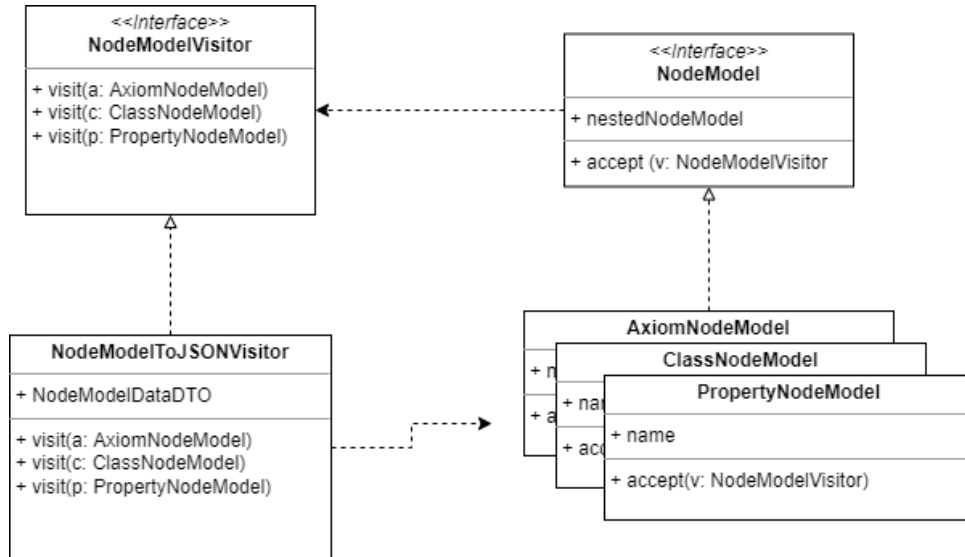 <<Interface>>
NodeModelVisitor
+ visit(a: AxiomNodeModel)
+ visit(c: ClassNodeModel)
+ visit(p: PropertyNodeModel)
<<Interface>>
NodeModel
+ nestedNodeModel
+ accept (v: NodeModelVisitor
NodeModelToJSONVisitor
+ NodeModelDataDTO
+ visit(a: AxiomNodeModel)
+ visit(c: ClassNodeModel)
+ visit(p: PropertyNodeModel)
AxiomNodeModel
ClassNodeModel
PropertyNodeModel
+ name
+ accept(v: NodeModelVisitor)